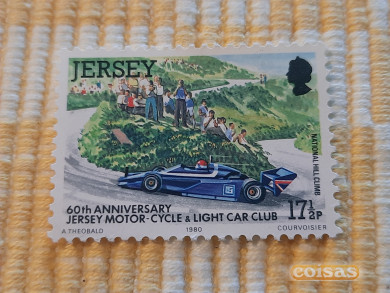 JERSEY
NATIONAL HILL CLIMB
60th ANNIVERSARY
JERSEY MOTOR-CYCLE & LIGHT CAR CLUB
17½P
A. THEOBALD 1980 COURVOISIER
coisas